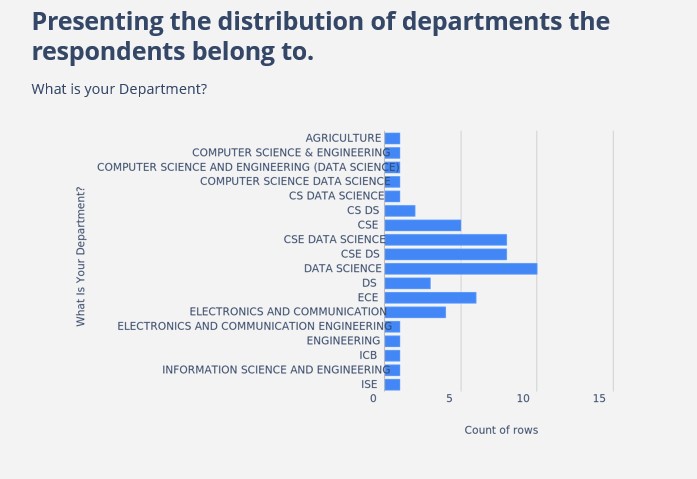 Presenting the distribution of departments the
respondents belong to.
What is your Department?
What Is Your Department?
AGRICULTURE
COMPUTER SCIENCE & ENGINEERING
COMPUTER SCIENCE AND ENGINEERING (DATA SCIENCE)
COMPUTER SCIENCE DATA SCIENCE
CS DATA SCIENCE
CS DS
CSE
CSE DATA SCIENCE
CSE DS
DATA SCIENCE
DS
ECE
ELECTRONICS AND COMMUNICATION
ELECTRONICS AND COMMUNICATION ENGINEERING
ENGINEERING
ICB
INFORMATION SCIENCE AND ENGINEERING
ISE
0 5 10 15
Count of rows